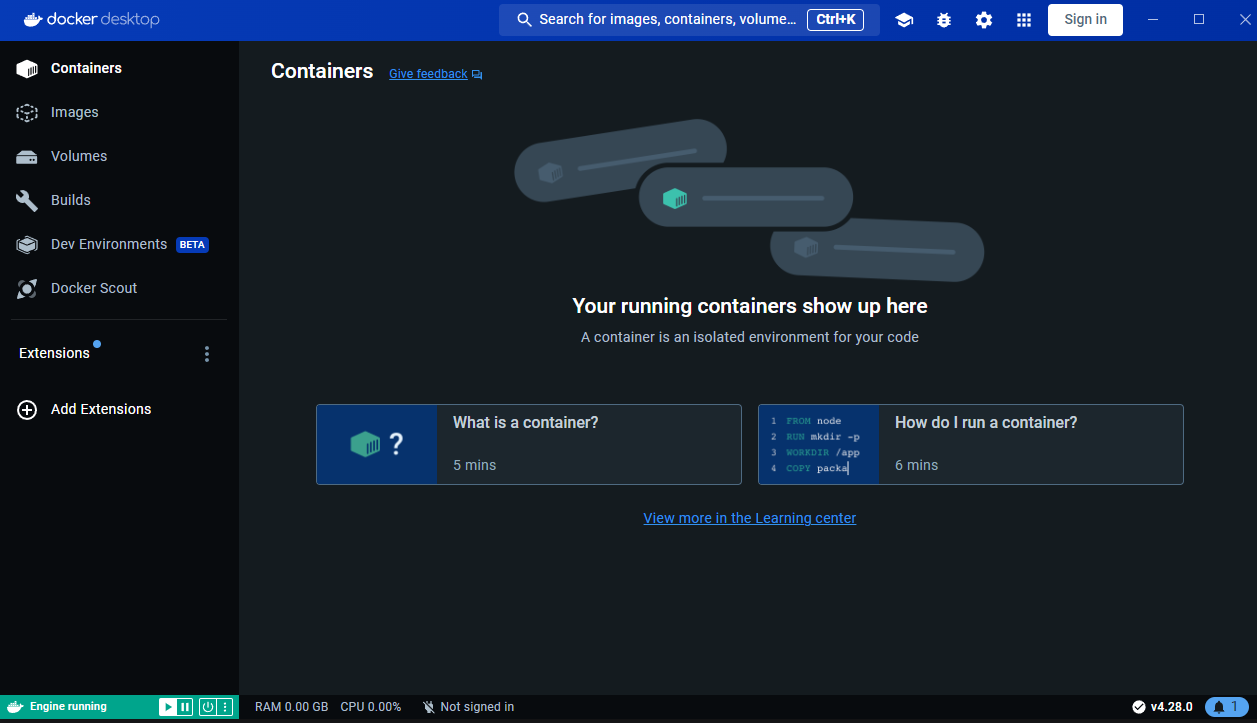 docker desktop
Search for images, containers, volume... Ctrl+K
Sign in
Containers
Images
Volumes
Builds
Dev Environments BETA
Docker Scout
Extensions
Add Extensions
Containers Give feedback
Your running containers show up here
A container is an isolated environment for your code
?
What is a container?
5 mins
1 FROM node
2 RUN mkdir -p
3 WORKDIR /app
4 COPY packa
How do I run a container?
6 mins
View more in the Learning center
Engine running
RAM 0.00 GB CPU 0.00% Not signed in
v4.28.0 1